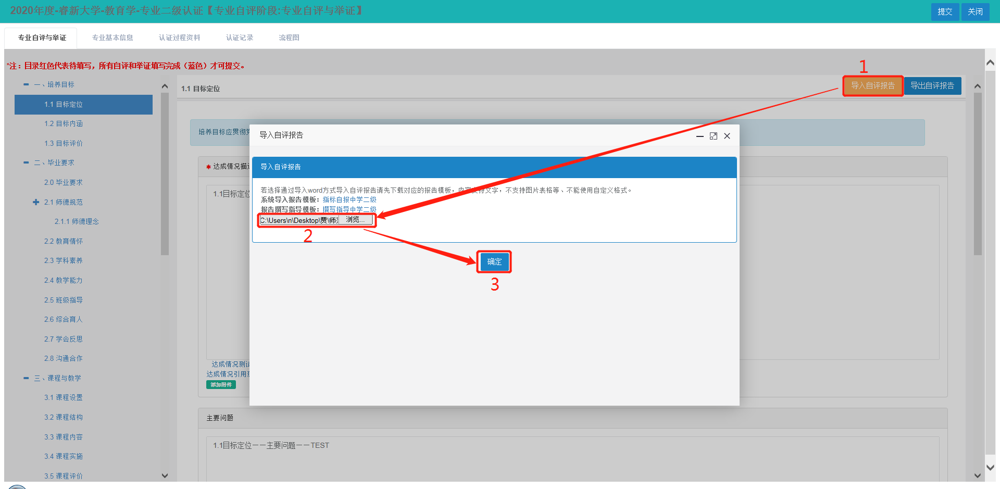 2020年度-睿新大学-教育学-专业二级认证【专业自评阶段:专业自评与举证】
提交
关闭
专业自评与举证
专业基本信息
认证过程资料
认证记录
流程图
*注：目录红色代表待填写，所有自评和举证填写完成（蓝色）才可提交。
1
一、培养目标
1.1 目标定位
1.2 目标内涵
1.3 目标评价
二、毕业要求
2.0 毕业要求
2.1 师德规范
2.1.1 师德理念
2.2 教育情怀
2.3 学科素养
2.4 教学能力
2.5 班级指导
2.6 综合育人
2.7 学会反思
2.8 沟通合作
三、课程与教学
3.1 课程设置
3.2 课程结构
3.3 课程内容
3.4 课程实施
3.5 课程评价
1.1 目标定位
导入自评报告
导出自评报告
培养目标应贯彻
* 达成情况描
1.1目标定位
达成情况测
达成情况引用
添加附件
导入自评报告
导入自评报告
若选择通过导入word方式导入自评报告请先下载对应的报告模板，内容支持文字，不支持图片表格等、不能使用自定义格式。
系统导入报告模板：指标自报中学二级
报告撰写指导模板：撰写指导中学二级
C:\Users\n\Desktop\贾\师
浏览...
2
确定
3
主要问题
1.1目标定位——主要问题——TEST